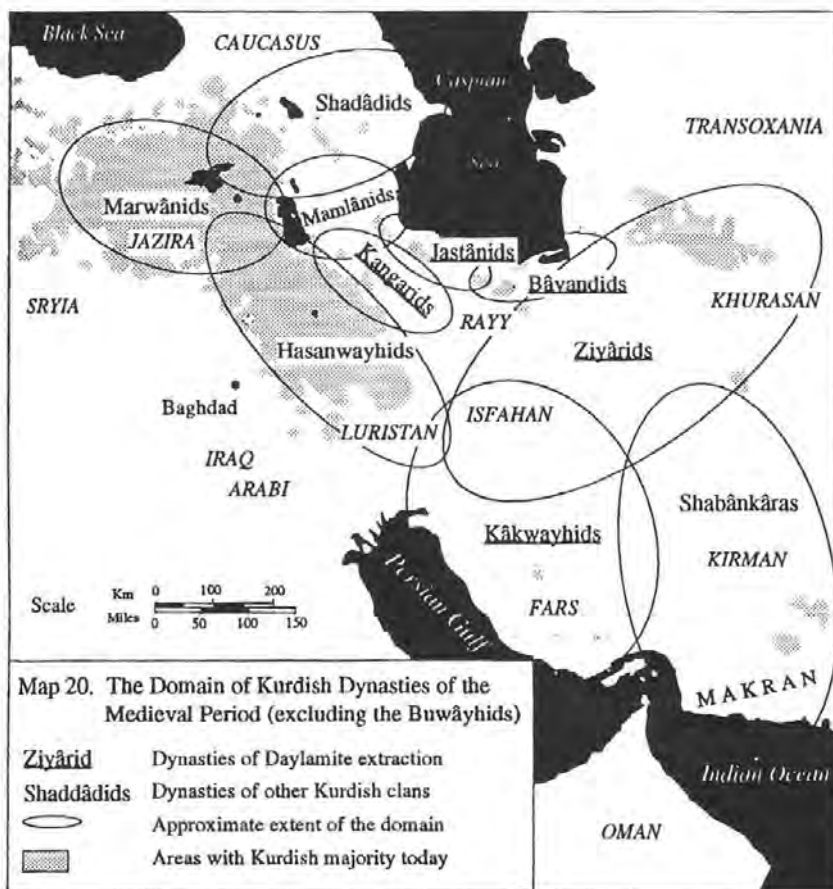 Black Sea
CAUCASUS
Caspian
Sea
Shadâdids
TRANSOXANIA
Marwânids
Mamlânids
JAZIRA
Jastânids
Kangarids
Bâvandids
SRYIA
RAYY
KHURASAN
Hasanwayhids
Ziyârids
Baghdad
LURISTAN
ISFAHAN
IRAQ
ARABI
Shabânkâras
Kâkwayhids
KIRMAN
Persian Gulf
FARS
Scale
Km 0 100 200
Miles 0 50 100 150
MAKRAN
Indian Ocean
OMAN
Map 20. The Domain of Kurdish Dynasties of the
Medieval Period (excluding the Buwâyhids)
Ziyârid Dynasties of Daylamite extraction
Shaddâdids Dynasties of other Kurdish clans
Approximate extent of the domain
Areas with Kurdish majority today